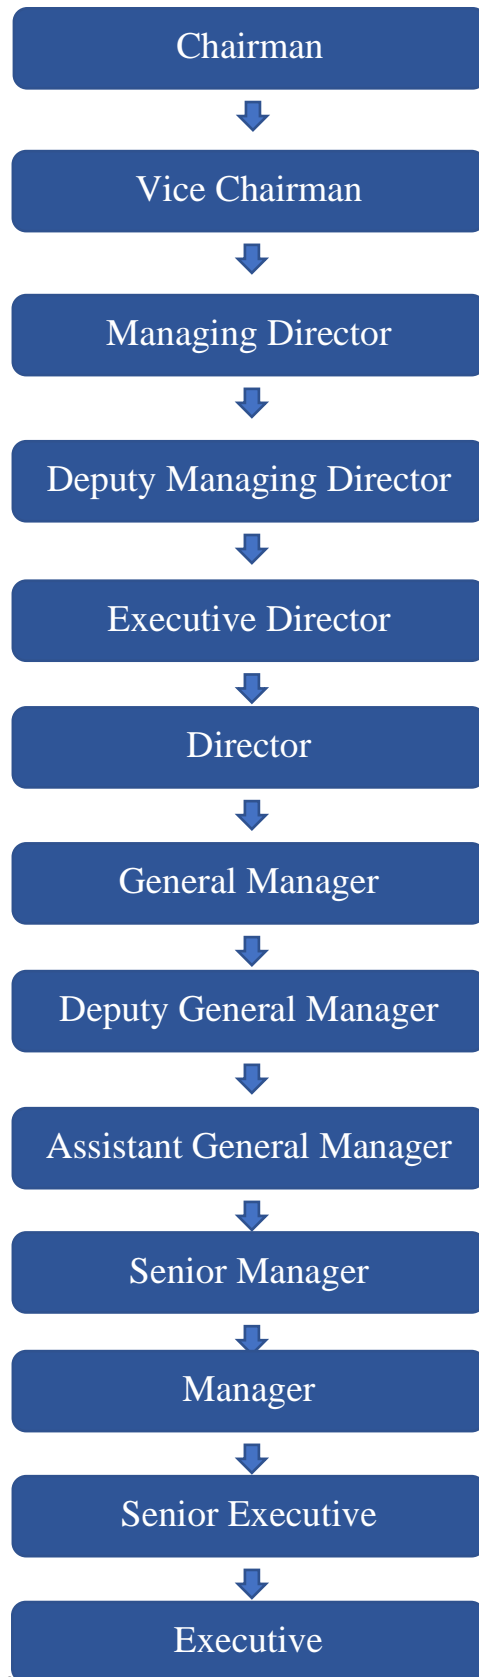 Chairman
Vice Chairman
Managing Director
Deputy Managing Director
Executive Director
Director
General Manager
Deputy General Manager
Assistant General Manager
Senior Manager
Manager
Senior Executive
Executive